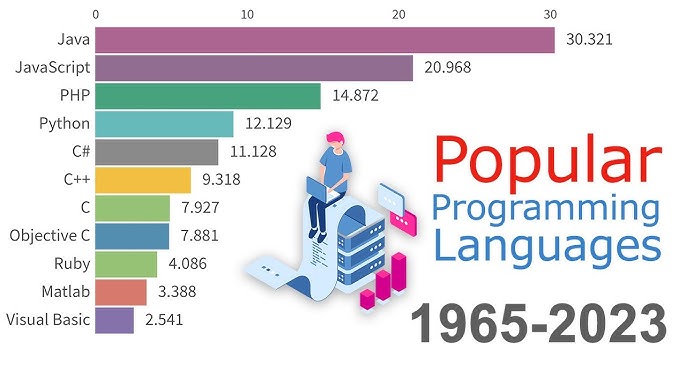 0 10 20 30
Java 30.321
JavaScript 20.968
PHP 14.872
Python 12.129
C# 11.128
C++ 9.318
C 7.927
Objective C 7.881
Ruby 4.086
Matlab 3.388
Visual Basic 2.541
Popular
Programming
Languages
1965-2023